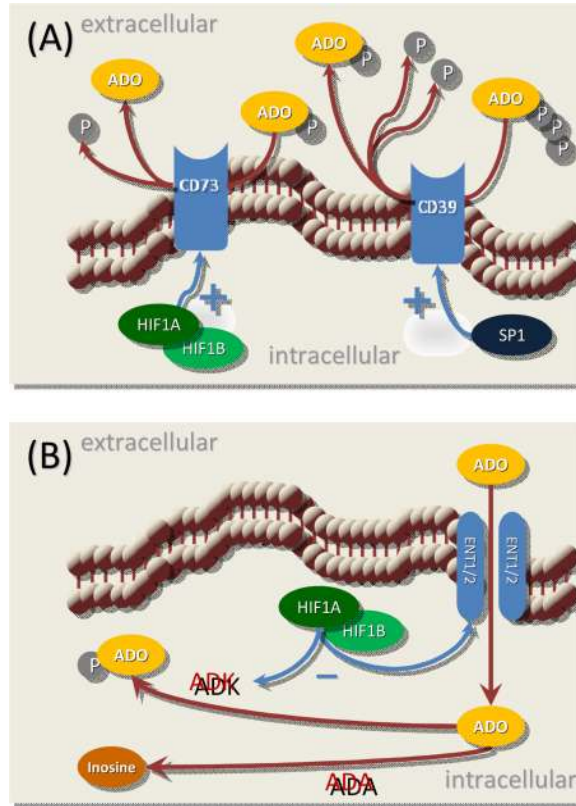 (A)
extracellular
ADO
P
P
ADO
P
ADO
P
P
ADO
P
P
P
CD73
CD39
+
+
HIF1A
HIF1B
SP1
intracellular
(B)
extracellular
ADO
ENT1/2
ENT1/2
HIF1A
HIF1B
−
P
ADO
ADK
ADO
Inosine
ADA
intracellular